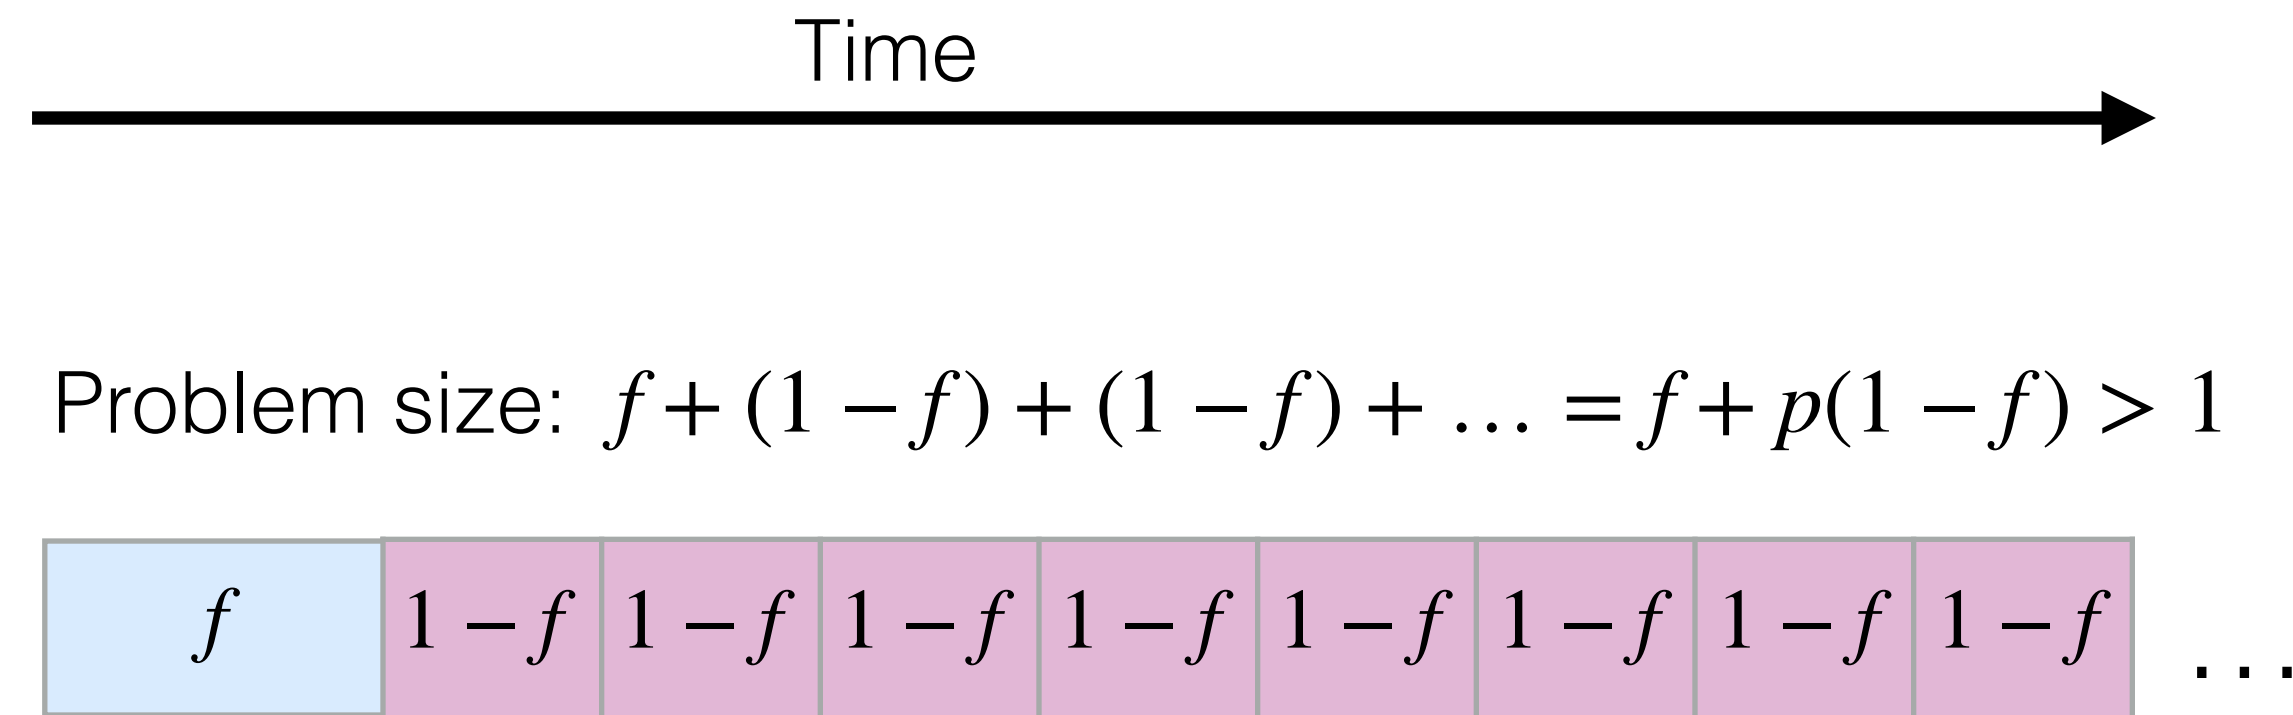 Time
Problem size: f + (1 − f) + (1 − f) + … = f + p(1 − f) > 1
f 1 − f 1 − f 1 − f 1 − f 1 − f 1 − f 1 − f 1 − f …